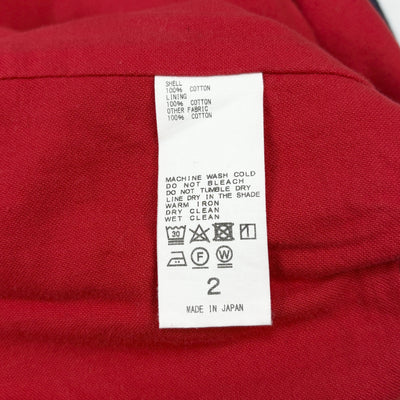 SHELL
100% COTTON
LINING
100% COTTON
OTHER FABRIC
100% COTTON
MACHINE WASH COLD
DO NOT BLEACH
DO NOT TUMBLE DRY
LINE DRY IN THE SHADE
WARM IRON
DRY CLEAN
WET CLEAN
30
F W
2
MADE IN JAPAN